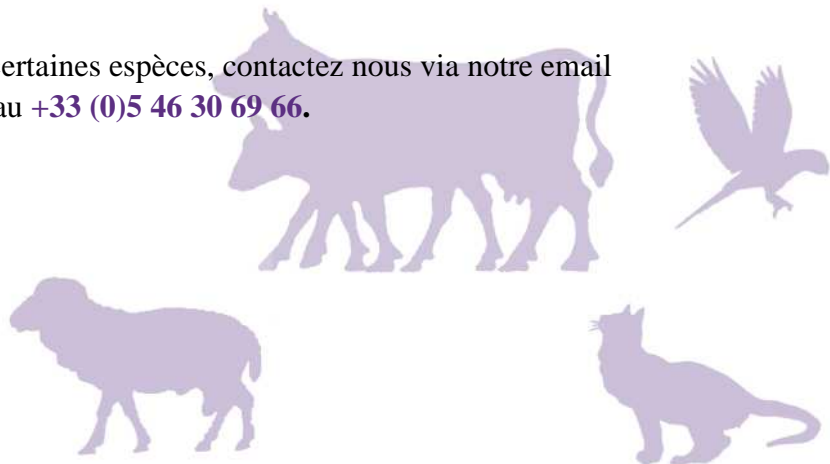 ertaines espèces, contactez nous via notre email
au +33 (0)5 46 30 69 66.